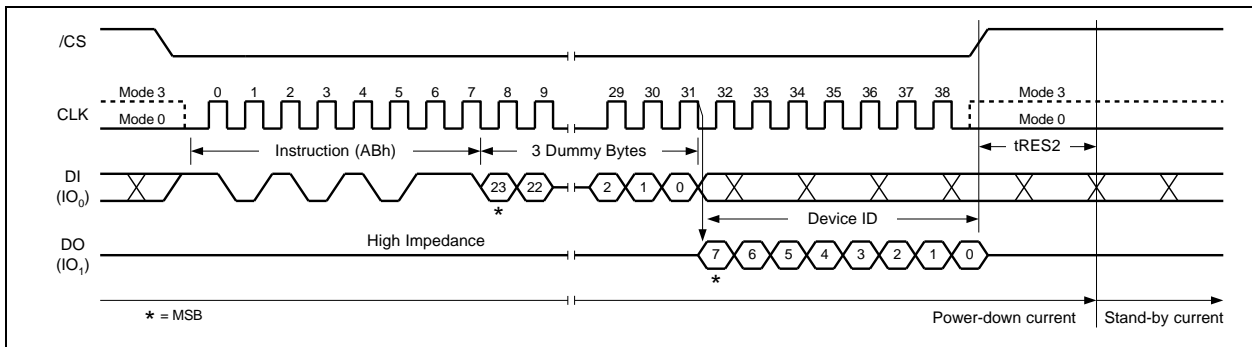 /CS
Mode 3 0 1 2 3 4 5 6 7 8 9 29 30 31 32 33 34 35 36 37 38 Mode 3
CLK
Mode 0 Mode 0
Instruction (ABh) 3 Dummy Bytes tRES2
DI
(IO0)
23 22 2 1 0
*
Device ID
High Impedance
DO
(IO1)
7 6 5 4 3 2 1 0
*
* = MSB
Power-down current Stand-by current